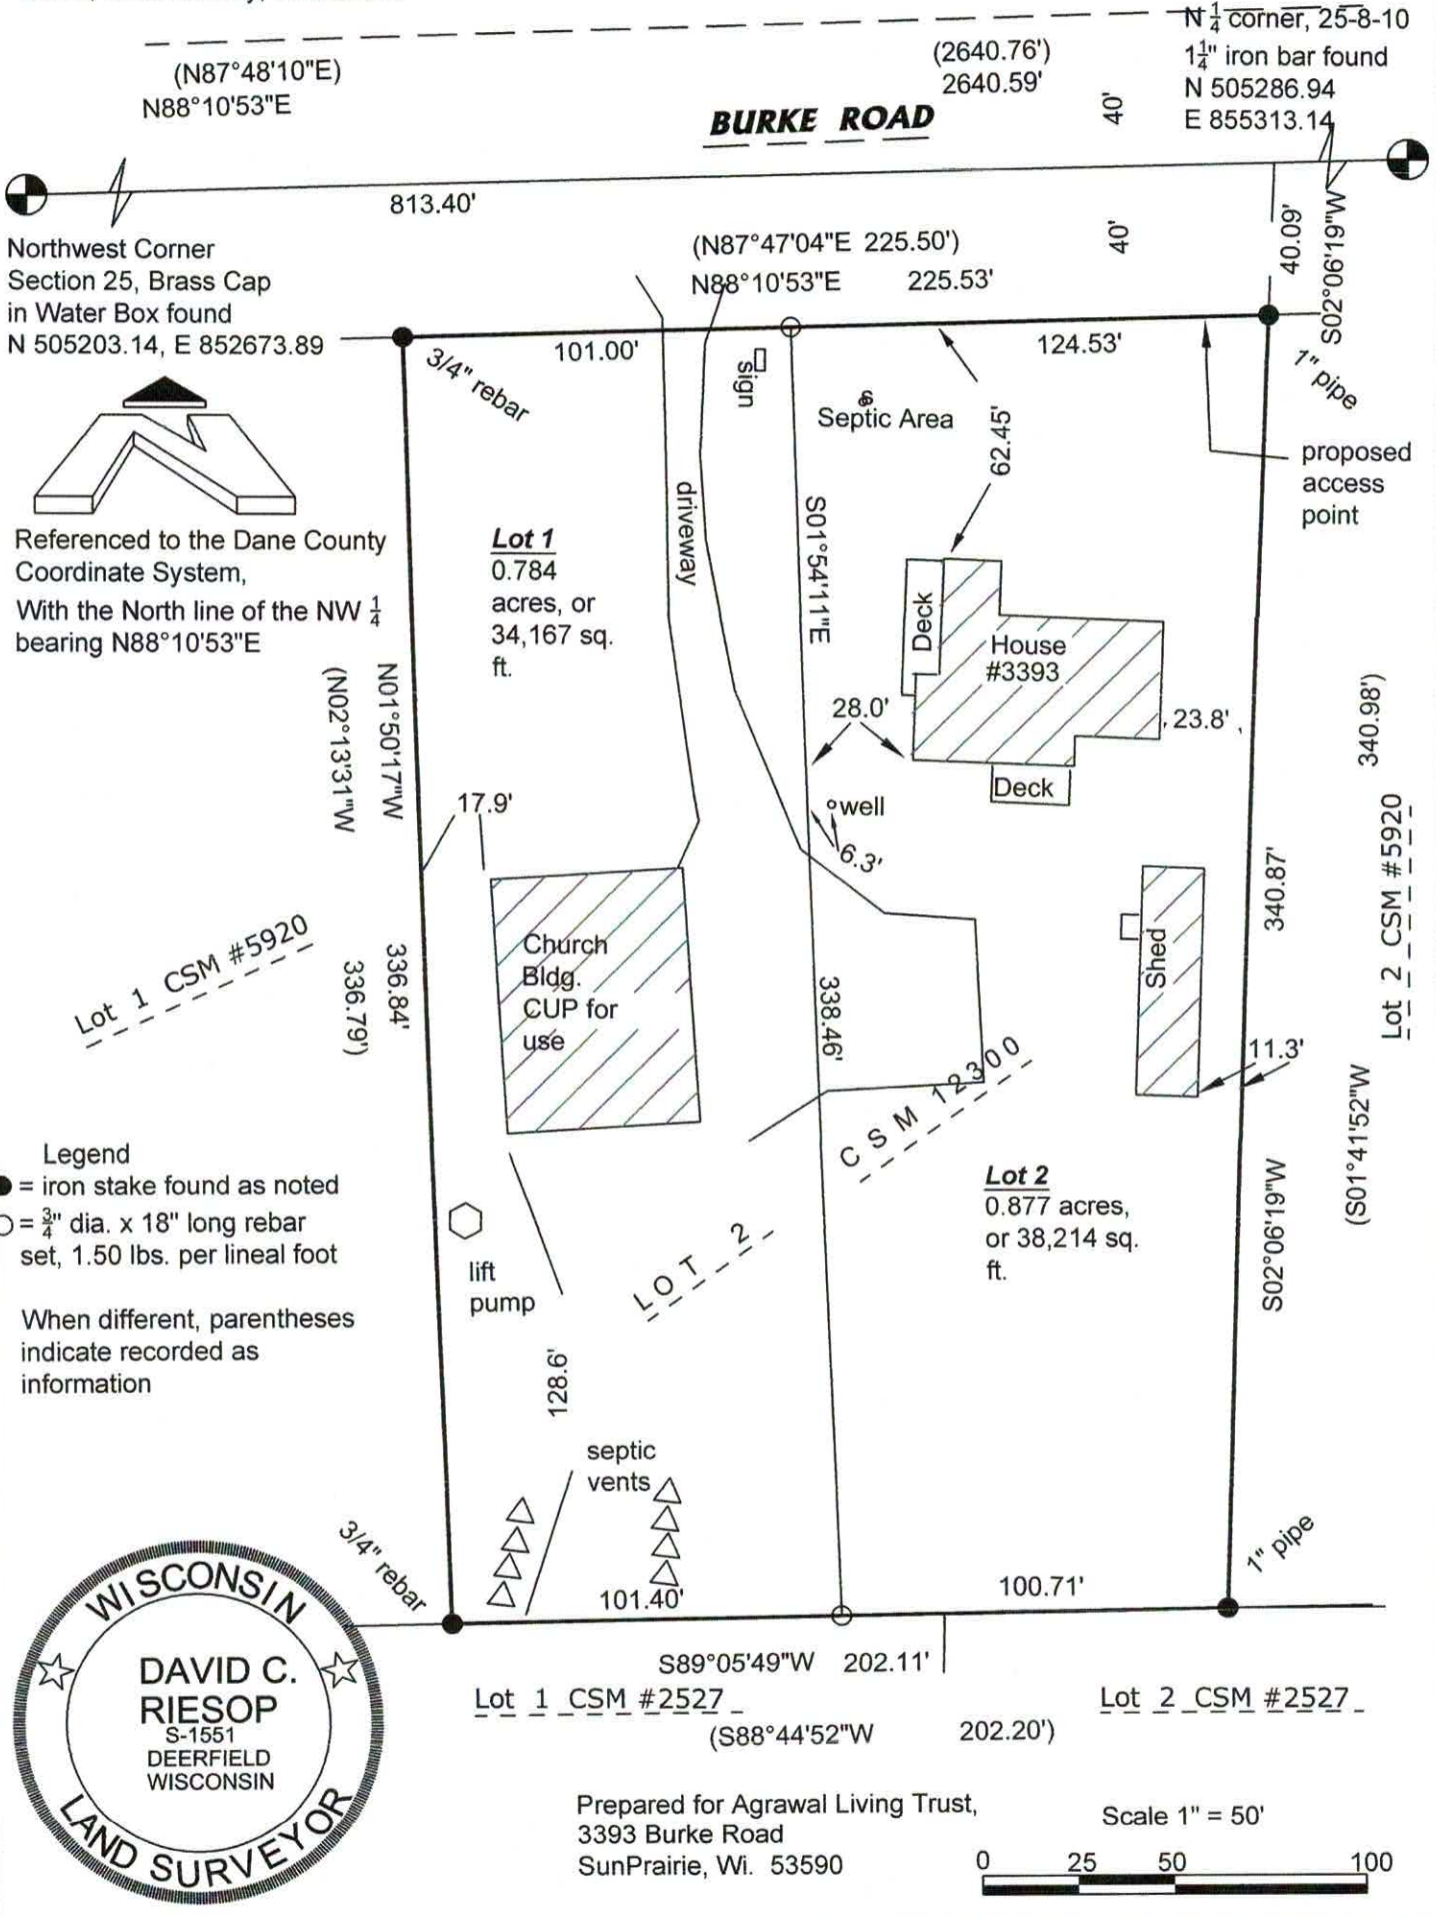 N 1/4 corner, 25-8-10
1 1/4" iron bar found
N 505286.94
E 855313.14
(N87°48'10"E)
N88°10'53"E
(2640.76')
2640.59'
40'
BURKE ROAD
813.40'
(N87°47'04"E 225.50')
N88°10'53"E 225.53'
40'
40.09'
S02°06'19"W
Northwest Corner
Section 25, Brass Cap
in Water Box found
N 505203.14, E 852673.89
3/4" rebar
101.00'
sign
124.53'
1" pipe
Septic Area
62.45'
proposed
access
point
Referenced to the Dane County
Coordinate System,
With the North line of the NW 1/4
bearing N88°10'53"E
Lot 1
0.784
acres, or
34,167 sq.
ft.
driveway
S01°54'11"E
Deck
House
#3393
28.0'
23.8'
Deck
well
6.3'
(N02°13'31"W
N01°50'17"W
17.9'
340.98')
340.87'
Lot 2 CSM #5920
Lot 1 CSM #5920
336.79')
336.84'
Church
Bldg.
CUP for
use
338.46'
Shed
11.3'
CSM 12300
(S01°41'52"W
S02°06'19"W
Legend
= iron stake found as noted
= 3/4" dia. x 18" long rebar
set, 1.50 lbs. per lineal foot
When different, parentheses
indicate recorded as
information
lift
pump
LOT 2
Lot 2
0.877 acres,
or 38,214 sq.
ft.
128.6'
septic
vents
3/4" rebar
101.40'
100.71'
1" pipe
S89°05'49"W 202.11'
Lot 1 CSM #2527
Lot 2 CSM #2527
(S88°44'52"W 202.20')
WISCONSIN
DAVID C.
RIESOP
S-1551
DEERFIELD
WISCONSIN
LAND SURVEYOR
Prepared for Agrawal Living Trust,
3393 Burke Road
SunPrairie, Wi. 53590
Scale 1" = 50'
0 25 50 100